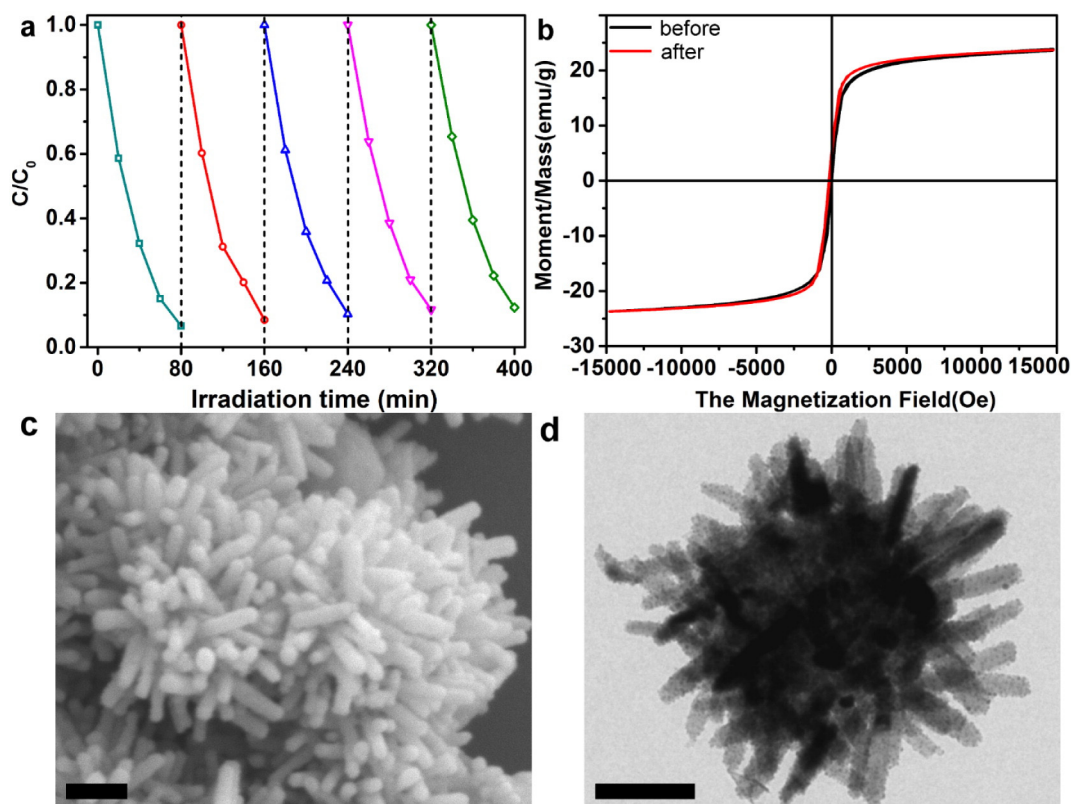 a
1.0
0.8
0.6
0.4
0.2
0.0
C/C0
0 80 160 240 320 400
Irradiation time (min)
b
before
after
20
10
0
-10
-20
-30
Moment/Mass(emu/g)
-15000 -10000 -5000 0 5000 10000 15000
The Magnetization Field(Oe)
c
d